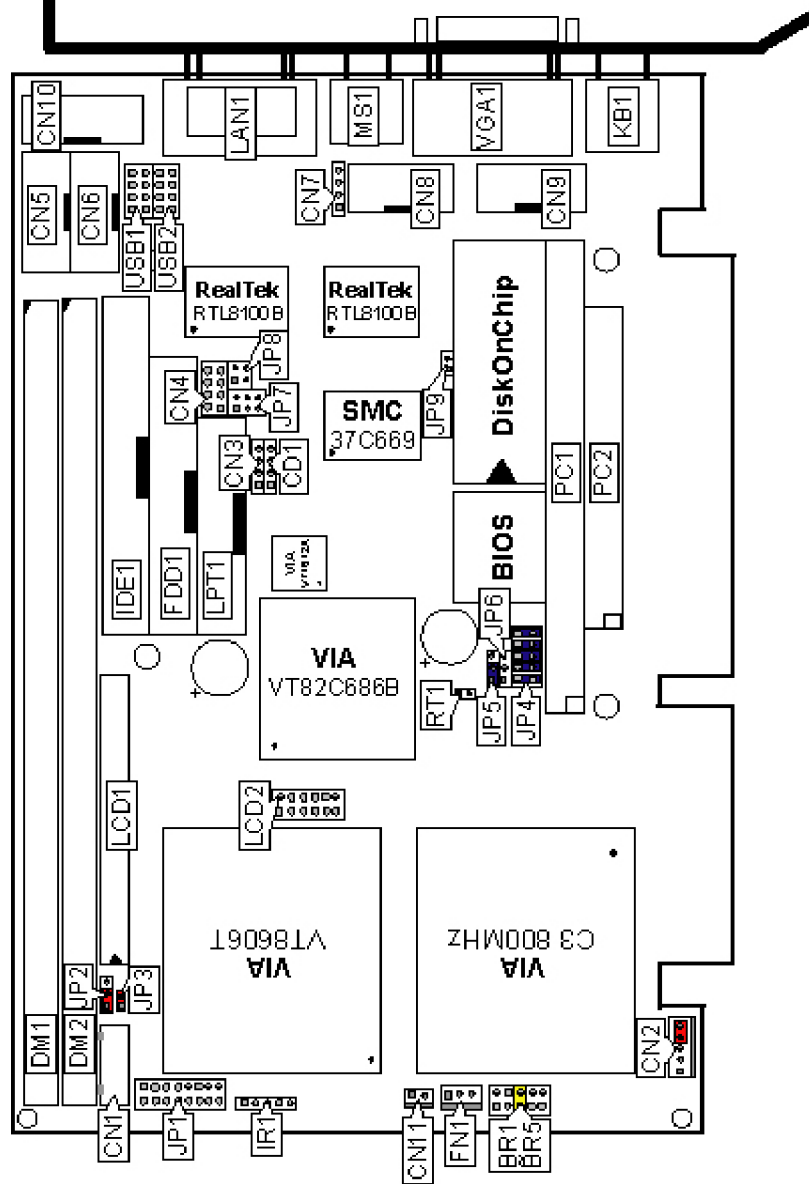 CN10
LAN1
MS1
VGA1
KB1
CN5
CN6
USB1
USB2
CN7
CN8
CN9
RealTek
RTL8100B
RealTek
RTL8100B
DiskOnChip
CN4
JP8
JP7
JP9
SMC
37C669
CN3
CD1
PC1
PC2
IDE1
FDD1
LPT1
VIA
BIOS
VIA
VT82C686B
JP6
RT1
JP5
JP4
LCD1
LCD2
VIA
VT8606T
VIA
C3 800MHz
JP2
JP3
DM1
DM2
CN2
CN1
JP1
IR1
CN11
FN1
BR1
BR5